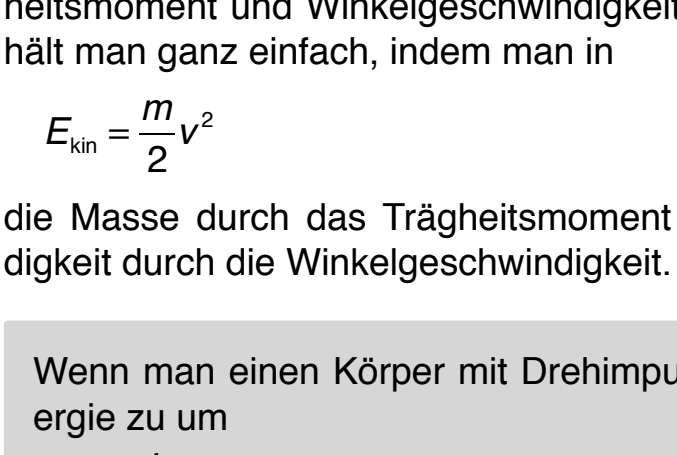 heitsmoment und Winkelgeschwindigkeit
hält man ganz einfach, indem man in
E_kin = m/2 v²
die Masse durch das Trägheitsmoment
digkeit durch die Winkelgeschwindigkeit.
Wenn man einen Körper mit Drehimpu
ergie zu um